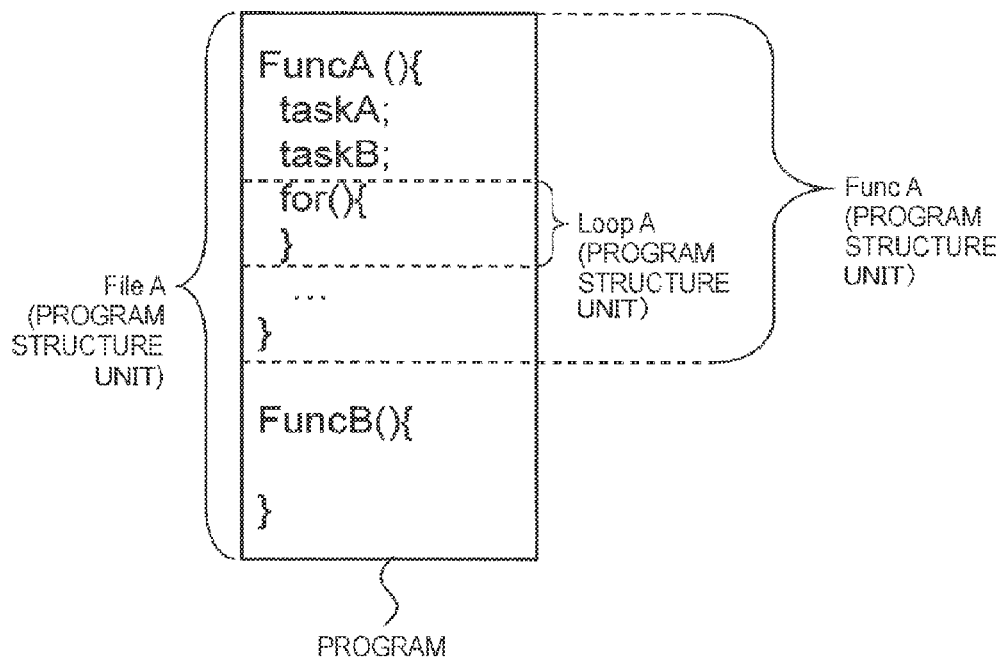 FuncA (){
taskA;
taskB;
for(){
}
...
}
FuncB(){
}
File A
(PROGRAM
STRUCTURE
UNIT)
Loop A
(PROGRAM
STRUCTURE
UNIT)
Func A
(PROGRAM
STRUCTURE
UNIT)
PROGRAM